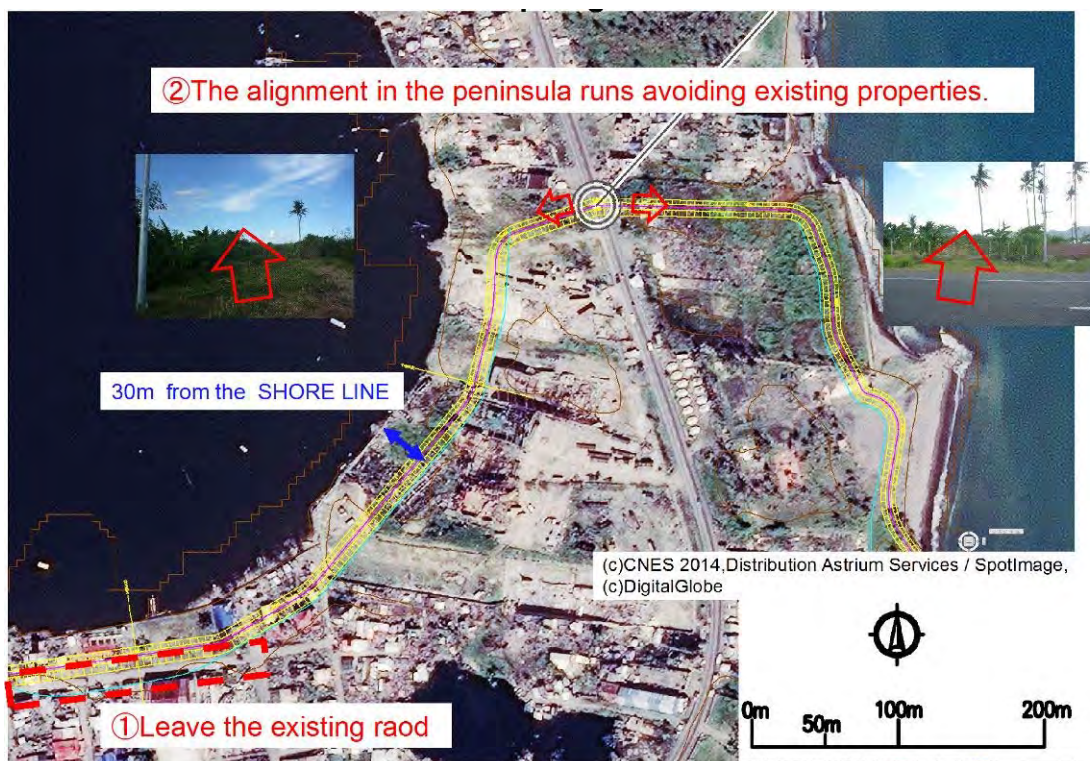 ②The alignment in the peninsula runs avoiding existing properties.
30m from the SHORE LINE
(c)CNES 2014,Distribution Astrium Services / SpotImage,
(c)DigitalGlobe
①Leave the existing raod
0m 50m 100m 200m